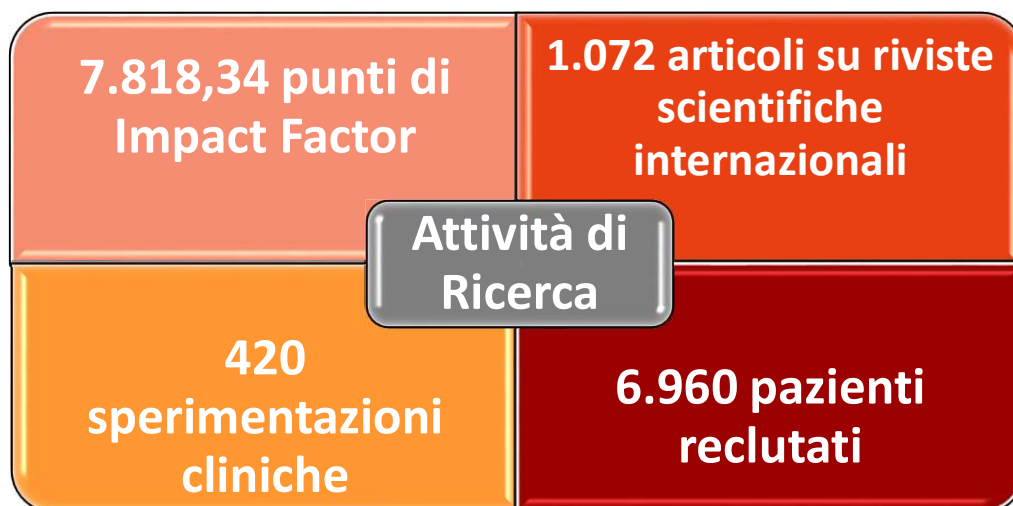 7.818,34 punti di
Impact Factor
1.072 articoli su riviste
scientifiche
internazionali
Attività di
Ricerca
420
sperimentazioni
cliniche
6.960 pazienti
reclutati